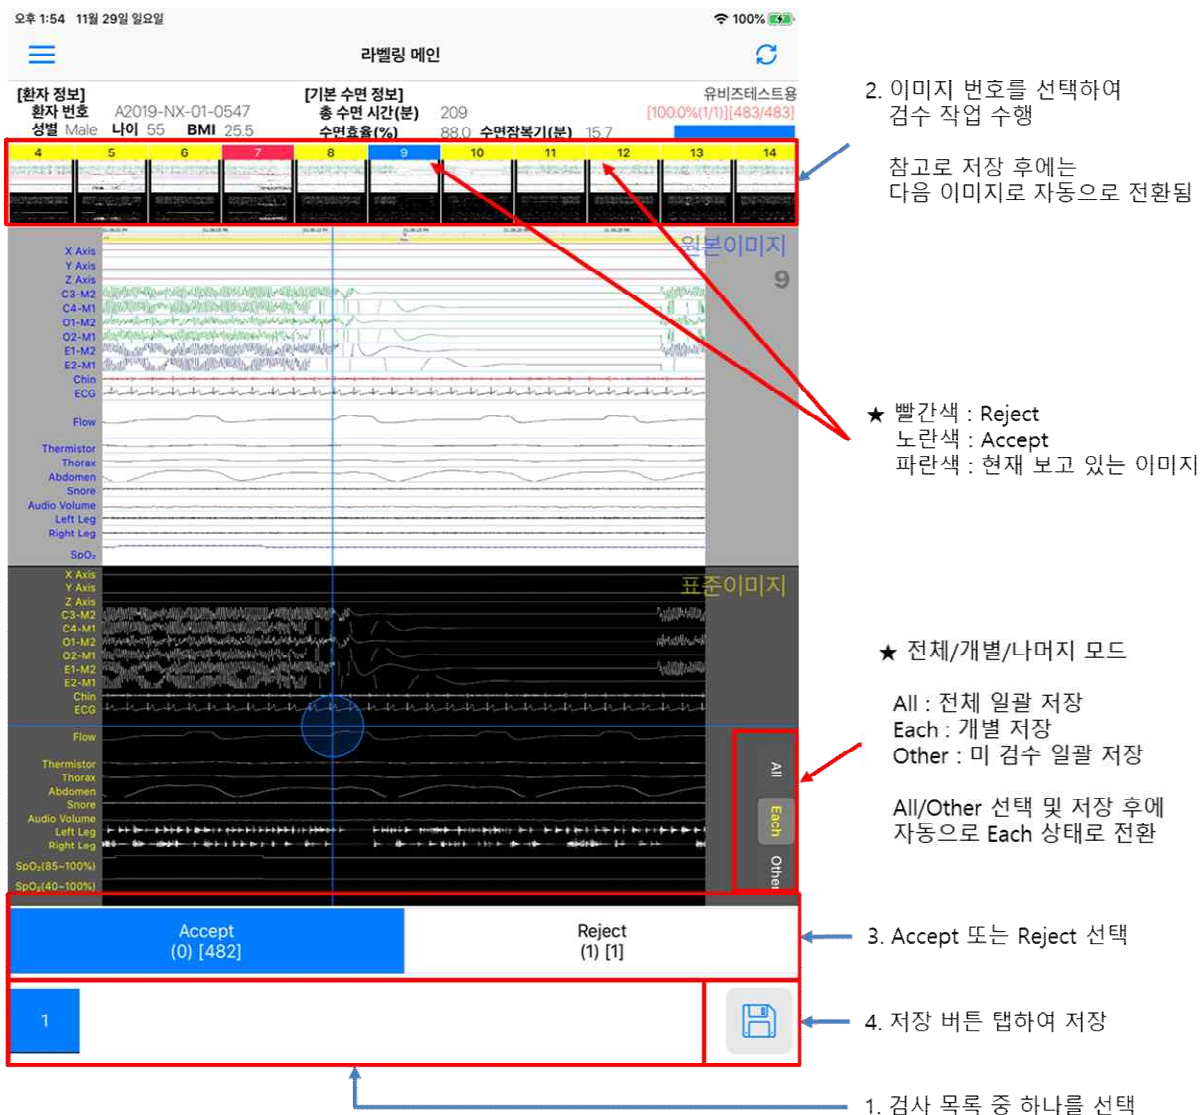 오후 1:54 11월 29일 일요일
100%
라벨링 메인
[환자 정보] [기본 수면 정보] 유비즈테스트용
환자 번호 A2019-NX-01-0547 총 수면 시간(분) 209 [100.0%(1/1)][483/483]
성별 Male 나이 55 BMI 25.5 수면효율(%) 88.0 수면잠복기(분) 15.7
4 5 6 7 8 9 10 11 12 13 14
원본이미지
9
X Axis
Y Axis
Z Axis
C3-M2
C4-M1
O1-M2
O2-M1
E1-M2
E2-M1
Chin
ECG
Flow
Thermistor
Thorax
Abdomen
Snore
Audio Volume
Left Leg
Right Leg
SpO₂
표준이미지
X Axis
Y Axis
Z Axis
C3-M2
C4-M1
O1-M2
O2-M1
E1-M2
E2-M1
Chin
ECG
Flow
Thermistor
Thorax
Abdomen
Snore
Audio Volume
Left Leg
Right Leg
SpO₂(85~100%)
SpO₂(40~100%)
All
Each
Other
Accept
(0) [482]
Reject
(1) [1]
1
2. 이미지 번호를 선택하여
검수 작업 수행
참고로 저장 후에는
다음 이미지로 자동으로 전환됨
★ 빨간색 : Reject
노란색 : Accept
파란색 : 현재 보고 있는 이미지
★ 전체/개별/나머지 모드
All : 전체 일괄 저장
Each : 개별 저장
Other : 미 검수 일괄 저장
All/Other 선택 및 저장 후에
자동으로 Each 상태로 전환
3. Accept 또는 Reject 선택
4. 저장 버튼 탭하여 저장
1. 검사 목록 중 하나를 선택